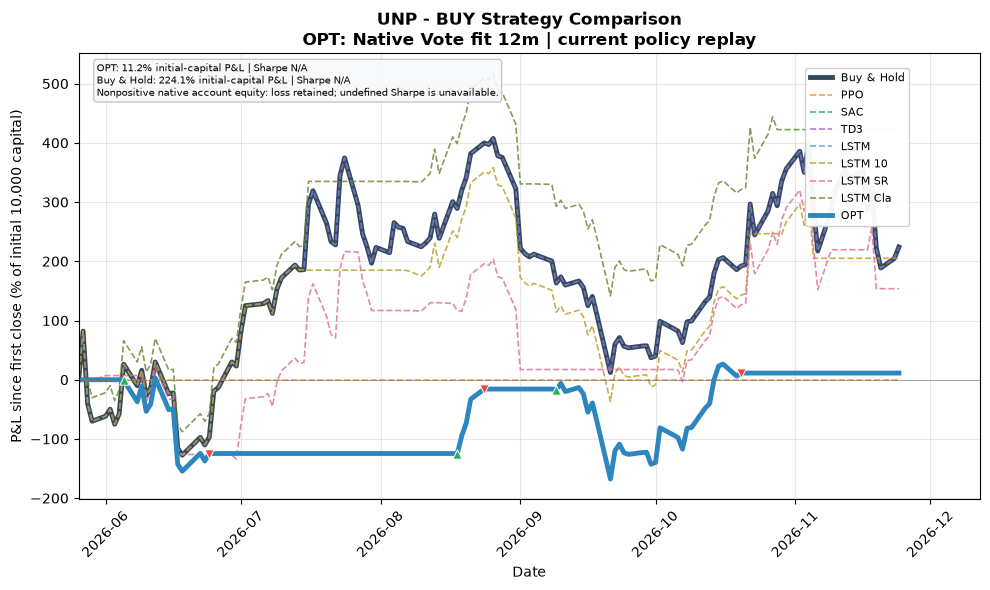 UNP - BUY Strategy Comparison
OPT: Native Vote fit 12m | current policy replay
OPT: 11.2% initial-capital P&L | Sharpe N/A
Buy & Hold: 224.1% initial-capital P&L | Sharpe N/A
Nonpositive native account equity: loss retained; undefined Sharpe is unavailable.
Buy & Hold
PPO
SAC
TD3
LSTM
LSTM 10
LSTM SR
LSTM Cla
OPT
P&L since first close (% of initial 10,000 capital)
500
400
300
200
100
0
−100
−200
2026-06
2026-07
2026-08
2026-09
2026-10
2026-11
2026-12
Date